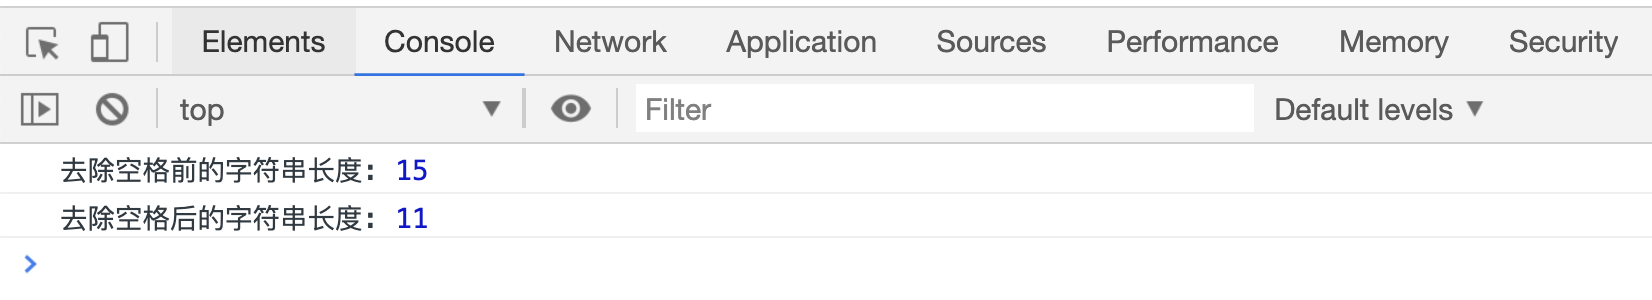 Elements Console Network Application Sources Performance Memory Security
top Filter Default levels
去除空格前的字符串长度: 15
去除空格后的字符串长度: 11